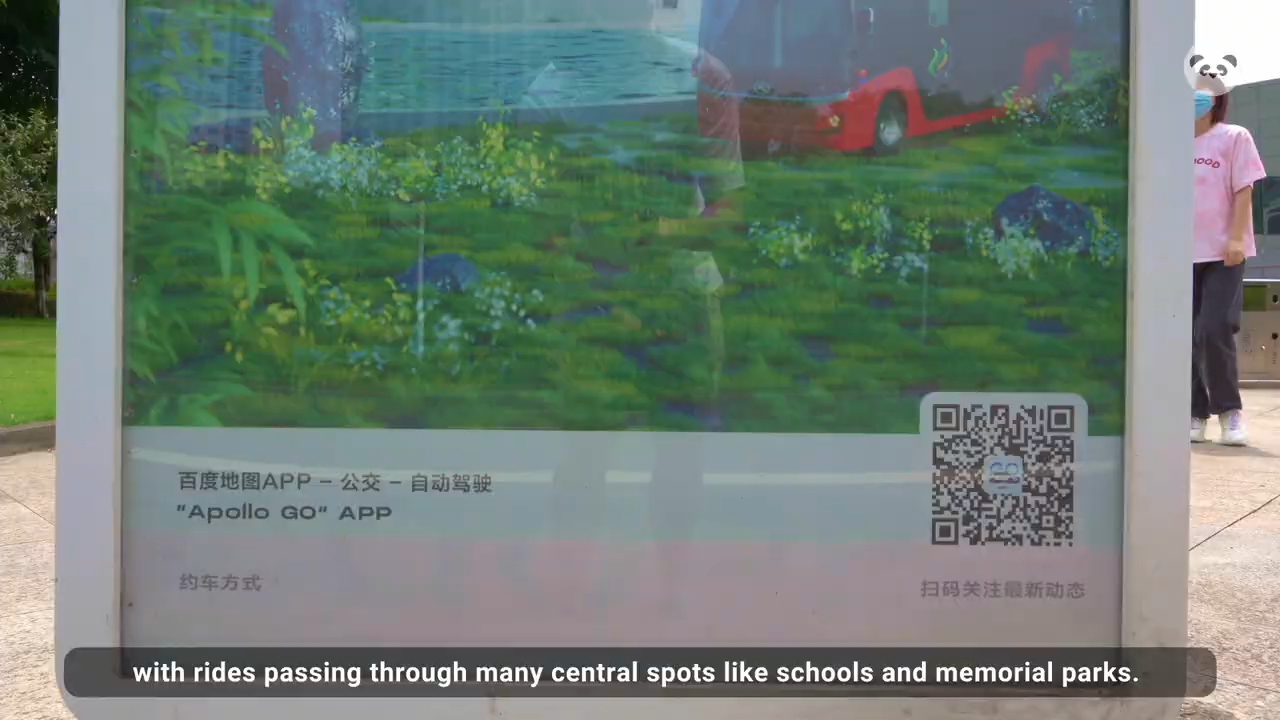 OOD
百度地图APP – 公交 – 自动驾驶
"Apollo GO" APP
约车方式
扫码关注最新动态
with rides passing through many central spots like schools and memorial parks.